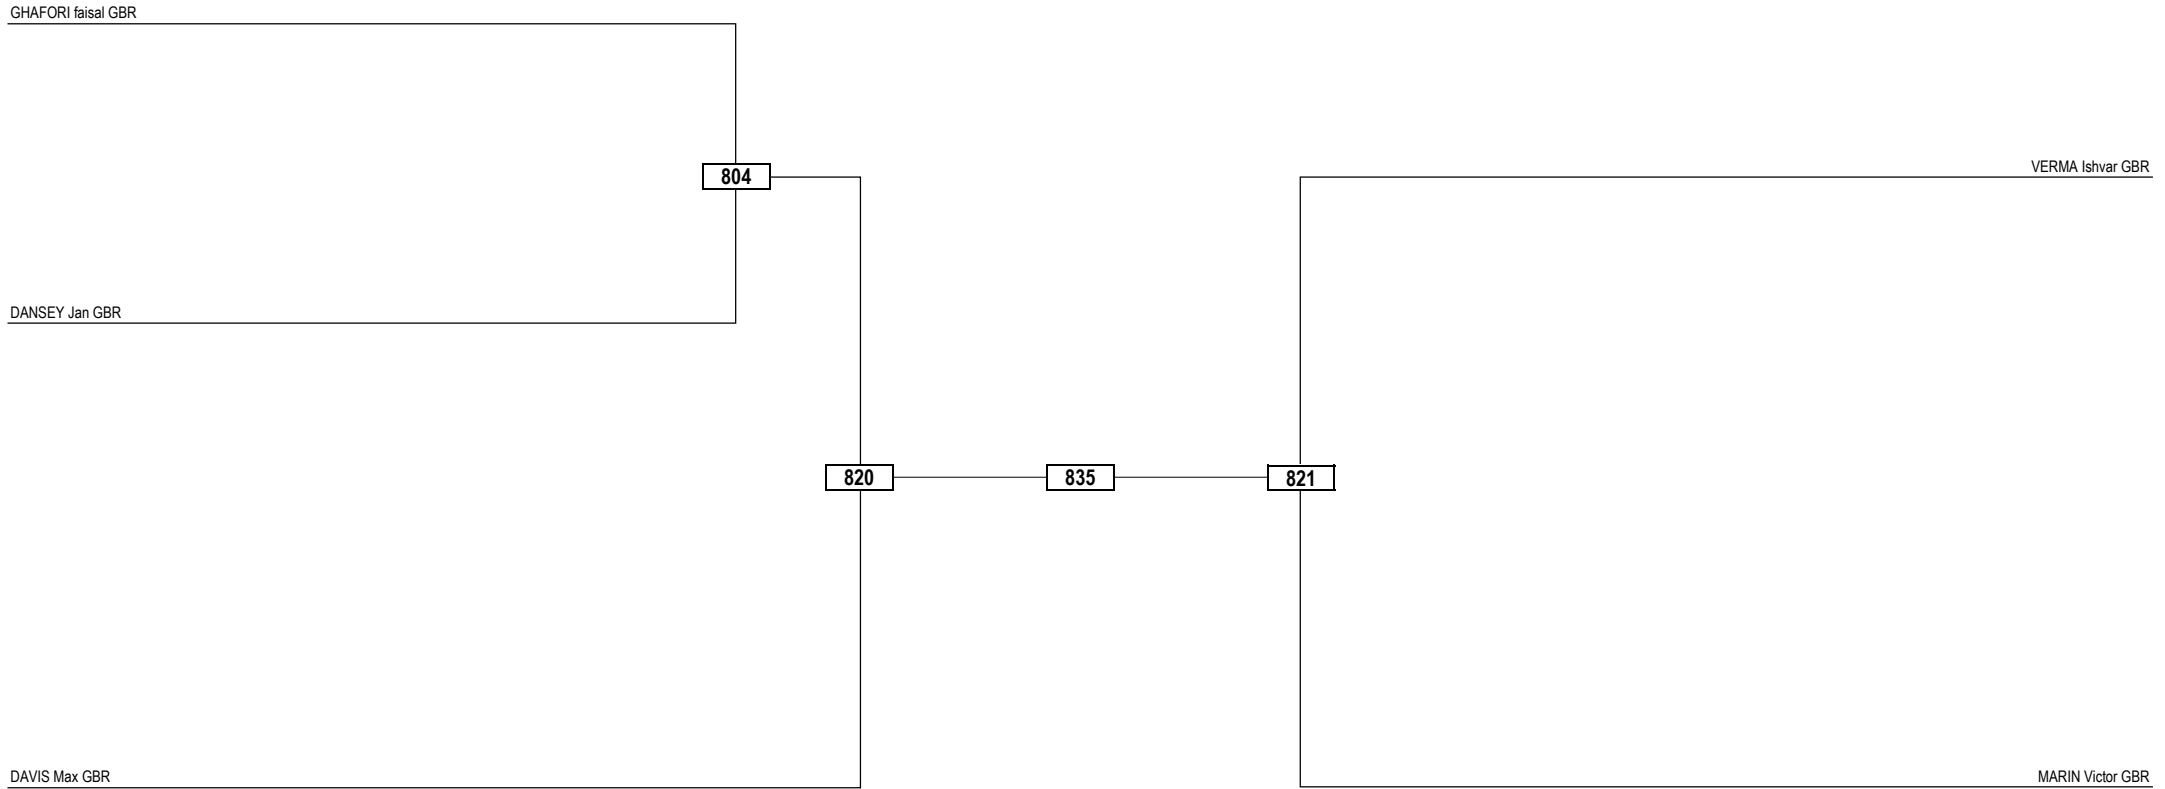 GHAFORI faisal GBR
VERMA Ishvar GBR
804
DANSEY Jan GBR
820
835
821
DAVIS Max GBR
MARIN Victor GBR